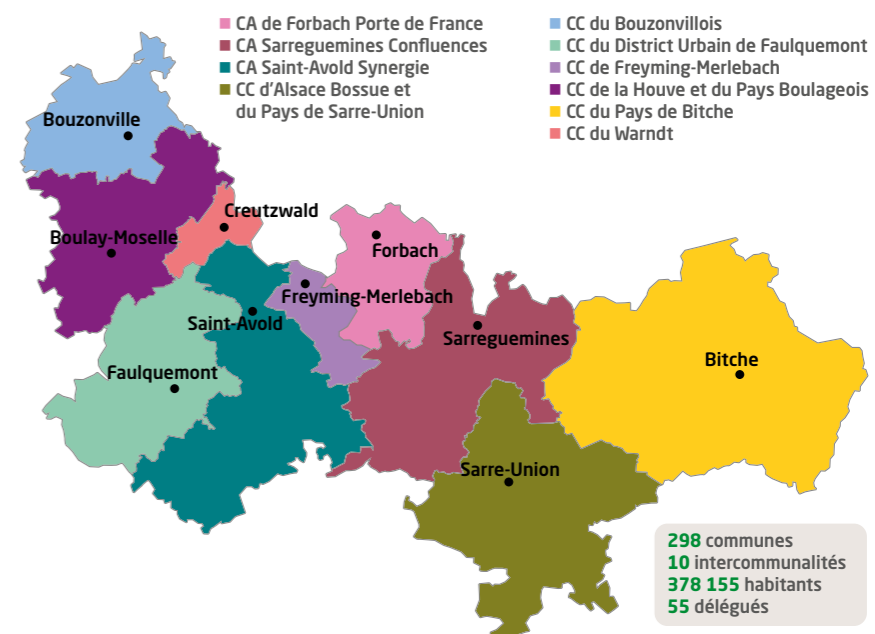 CA de Forbach Porte de France
CA Sarreguemines Confluences
CA Saint-Avold Synergie
CC d'Alsace Bossue et
du Pays de Sarre-Union
CC du Bouzonvillois
CC du District Urbain de Faulquemont
CC de Freyming-Merlebach
CC de la Houve et du Pays Boulageois
CC du Pays de Bitche
CC du Warndt
Bouzonville
Creutzwald
Boulay-Moselle
Forbach
Freyming-Merlebach
Saint-Avold
Sarreguemines
Faulquemont
Bitche
Sarre-Union
298 communes
10 intercommunalités
378 155 habitants
55 délégués